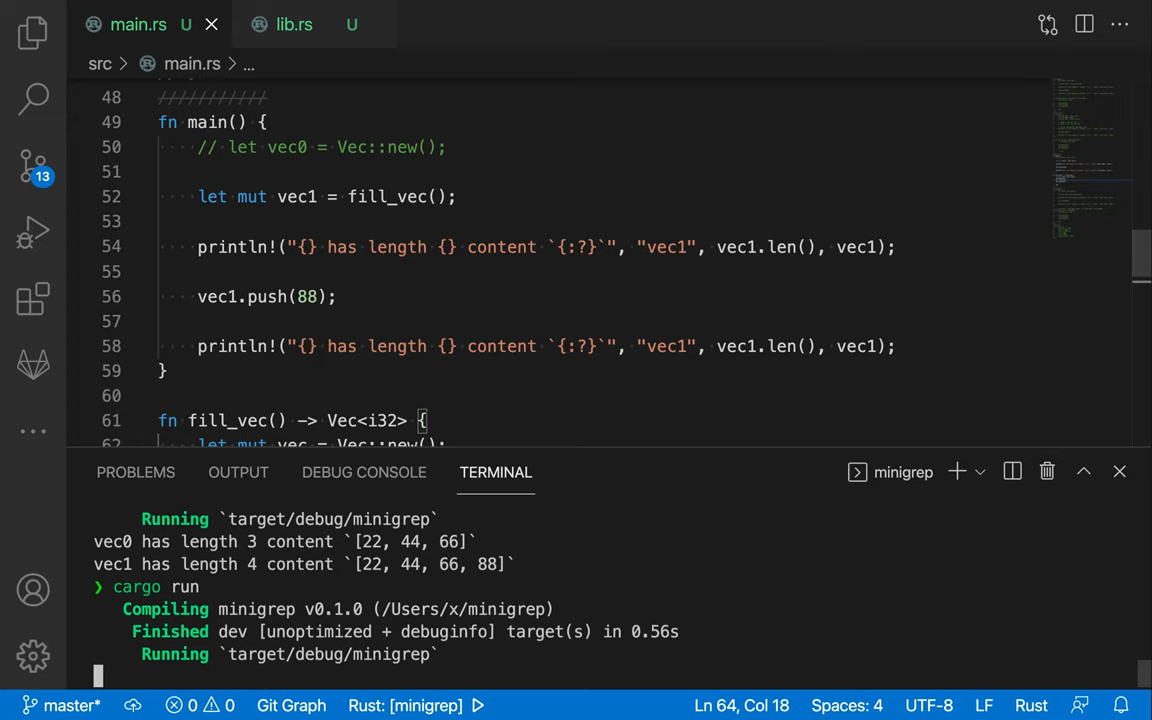 main.rs U
lib.rs U
src > main.rs > ...
48 ///////////
49 fn main() {
50 // let vec0 = Vec::new();
51
52 let mut vec1 = fill_vec();
53
54 println!("{} has length {} content `{:?}`", "vec1", vec1.len(), vec1);
55
56 vec1.push(88);
57
58 println!("{} has length {} content `{:?}`", "vec1", vec1.len(), vec1);
59 }
60
61 fn fill_vec() -> Vec<i32> {
62 let mut vec = Vec::new();
13
PROBLEMS OUTPUT DEBUG CONSOLE TERMINAL minigrep
Running `target/debug/minigrep`
vec0 has length 3 content `[22, 44, 66]`
vec1 has length 4 content `[22, 44, 66, 88]`
❯ cargo run
Compiling minigrep v0.1.0 (/Users/x/minigrep)
Finished dev [unoptimized + debuginfo] target(s) in 0.56s
Running `target/debug/minigrep`
master* 0 0 Git Graph Rust: [minigrep] Ln 64, Col 18 Spaces: 4 UTF-8 LF Rust